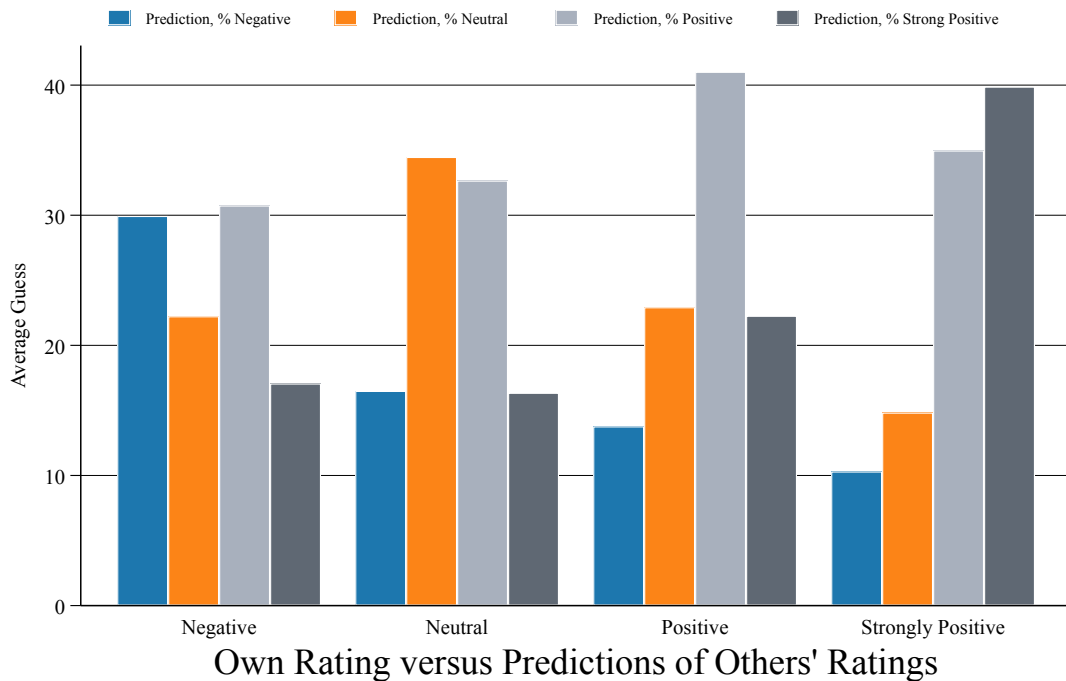 Prediction, % Negative Prediction, % Neutral Prediction, % Positive Prediction, % Strong Positive
40
30
20
10
0
Average Guess
Negative Neutral Positive Strongly Positive
Own Rating versus Predictions of Others' Ratings